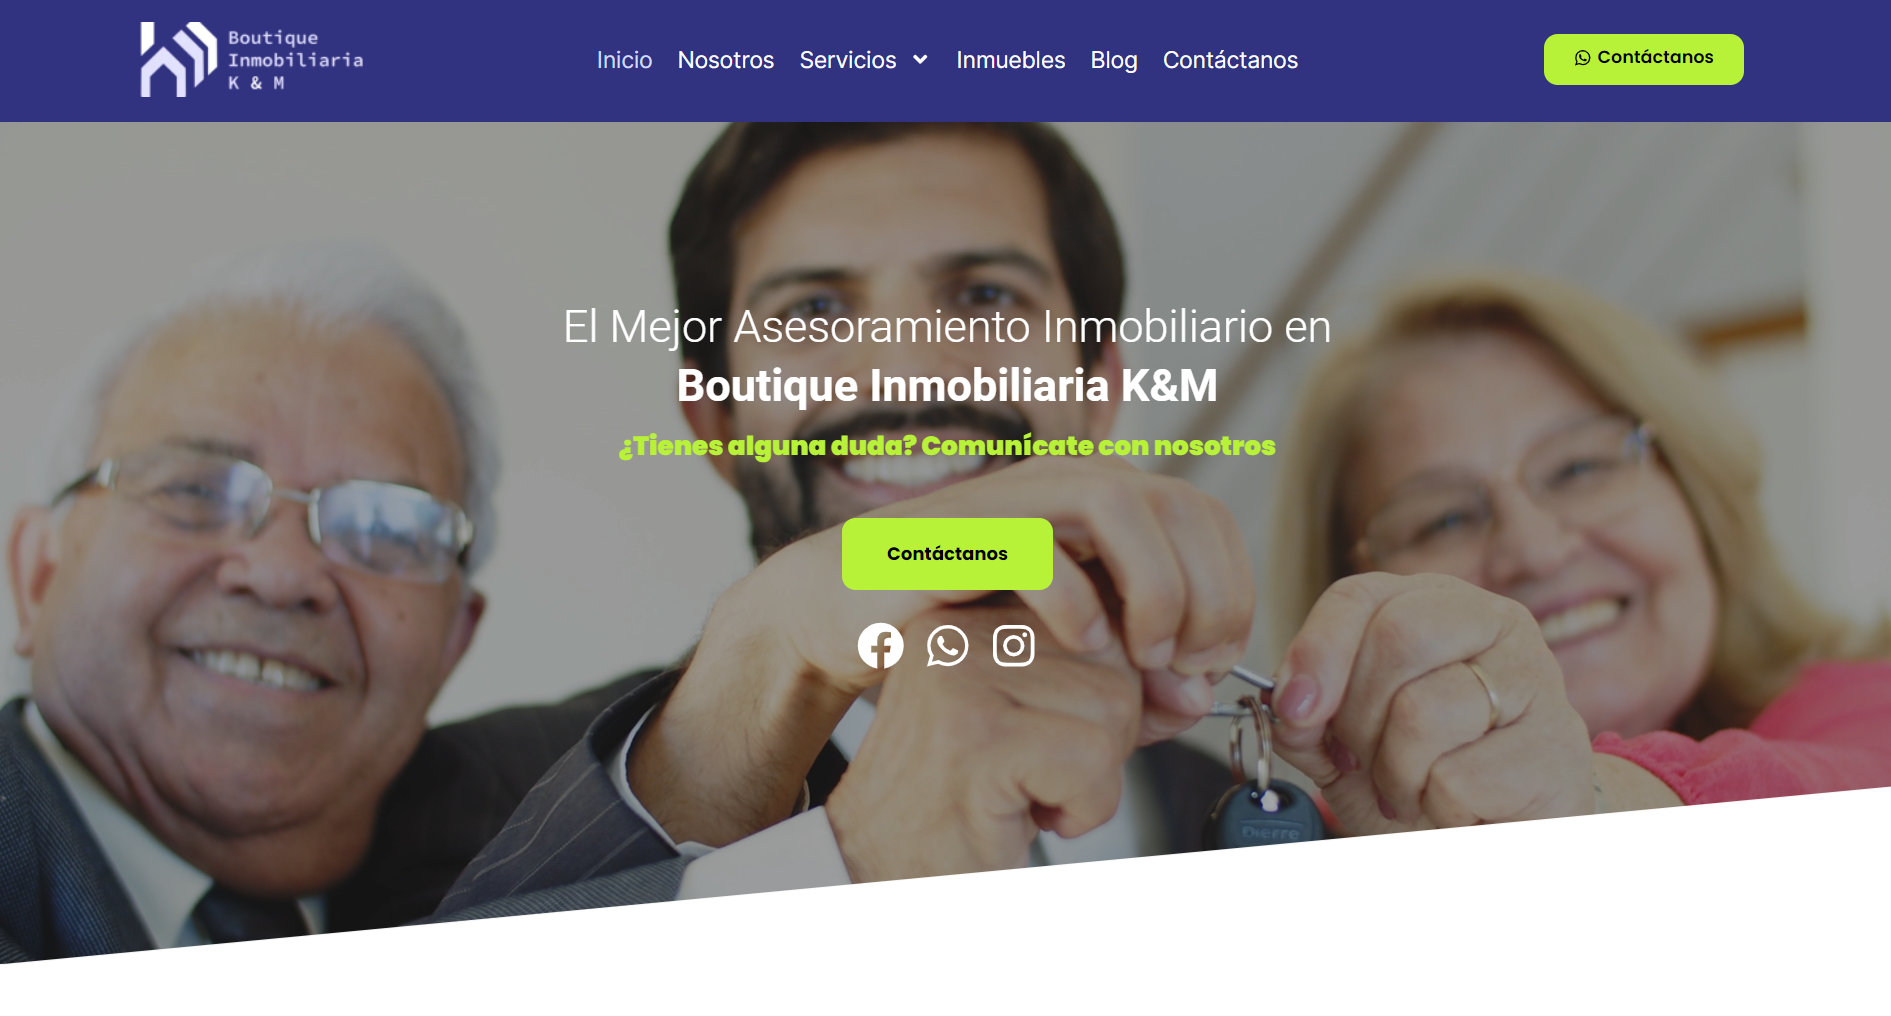 Boutique
Inmobiliaria
K & M
Inicio Nosotros Servicios Inmuebles Blog Contáctanos
Contáctanos
El Mejor Asesoramiento Inmobiliario en
Boutique Inmobiliaria K&M
¿Tienes alguna duda? Comunícate con nosotros
Contáctanos
Dierre